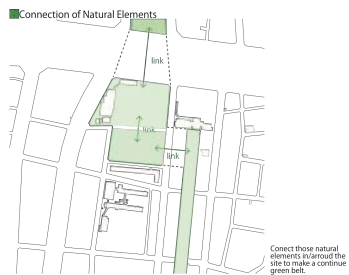 Connection of Natural Elements
link
link
link
Conect those natural
elements in/arroud the
site to make a continue
green belt.